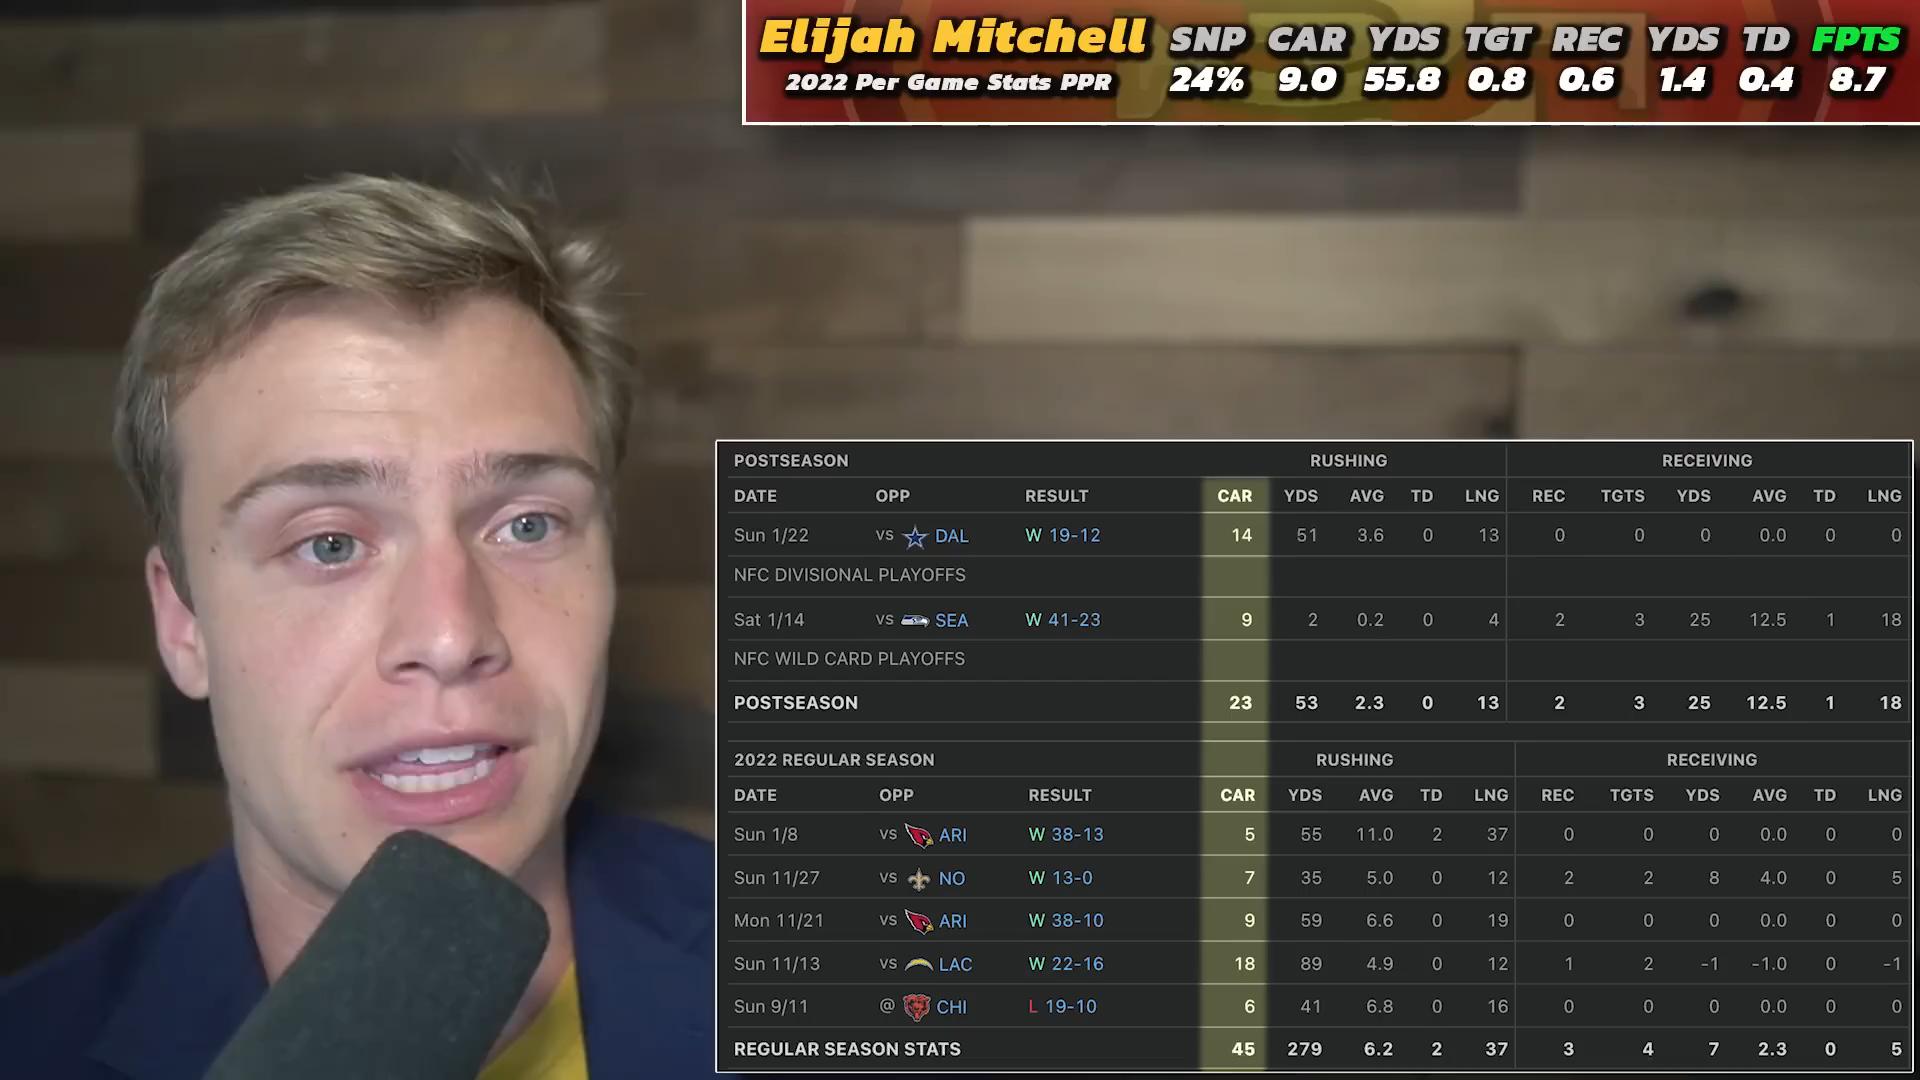 Elijah Mitchell SNP CAR YDS TGT REC YDS TD FPTS
2022 Per Game Stats PPR 24% 9.0 55.8 0.8 0.6 1.4 0.4 8.7
POSTSEASON RUSHING RECEIVING
DATE OPP RESULT CAR YDS AVG TD LNG REC TGTS YDS AVG TD LNG
Sun 1/22 vs DAL W 19-12 14 51 3.6 0 13 0 0 0 0.0 0 0
NFC DIVISIONAL PLAYOFFS
Sat 1/14 vs SEA W 41-23 9 2 0.2 0 4 2 3 25 12.5 1 18
NFC WILD CARD PLAYOFFS
POSTSEASON 23 53 2.3 0 13 2 3 25 12.5 1 18
2022 REGULAR SEASON RUSHING RECEIVING
DATE OPP RESULT CAR YDS AVG TD LNG REC TGTS YDS AVG TD LNG
Sun 1/8 vs ARI W 38-13 5 55 11.0 2 37 0 0 0 0.0 0 0
Sun 11/27 vs NO W 13-0 7 35 5.0 0 12 2 2 8 4.0 0 5
Mon 11/21 vs ARI W 38-10 9 59 6.6 0 19 0 0 0 0.0 0 0
Sun 11/13 vs LAC W 22-16 18 89 4.9 0 12 1 2 -1 -1.0 0 -1
Sun 9/11 @ CHI L 19-10 6 41 6.8 0 16 0 0 0 0.0 0 0
REGULAR SEASON STATS 45 279 6.2 2 37 3 4 7 2.3 0 5